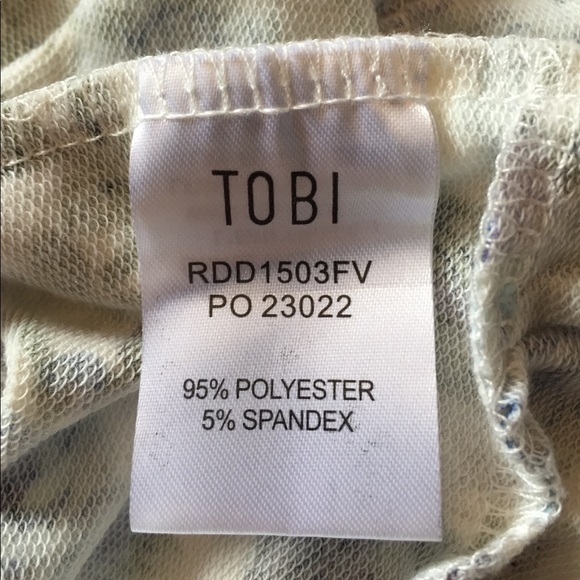 TOBI
RDD1503FV
PO 23022
95% POLYESTER
5% SPANDEX